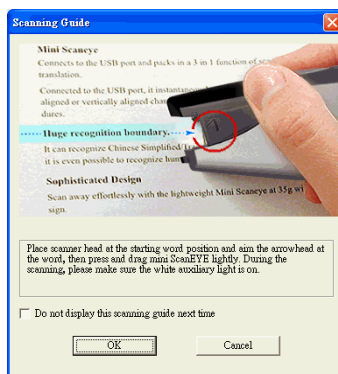 Scanning Guide
Mini Scaneye
Connects to the USB port and packs in a 3 in 1 function of
translation.
Connected to the USB port, it
aligned or vertically aligned
dures.
Huge recognition boundary.
It can recognize Chinese Simplified/
it is even possible to recognize
Sophisticated Design
Scan away effortlessly with the lightweight Mini Scaneye at 35g
sign.
Place scanner head at the starting word position and aim the arrowhead at
the word, then press and drag mini ScanEYE lightly. During the
scanning, please make sure the white auxiliary light is on.
Do not display this scanning guide next time
OK
Cancel